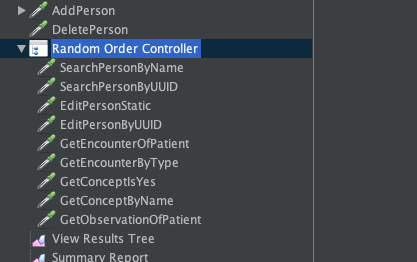 AddPerson
DeletePerson
Random Order Controller
SearchPersonByName
SearchPersonByUUID
EditPersonStatic
EditPersonByUUID
GetEncounterOfPatient
GetEncounterByType
GetConceptIsYes
GetConceptByName
GetObservationOfPatient
View Results Tree
Summary Report